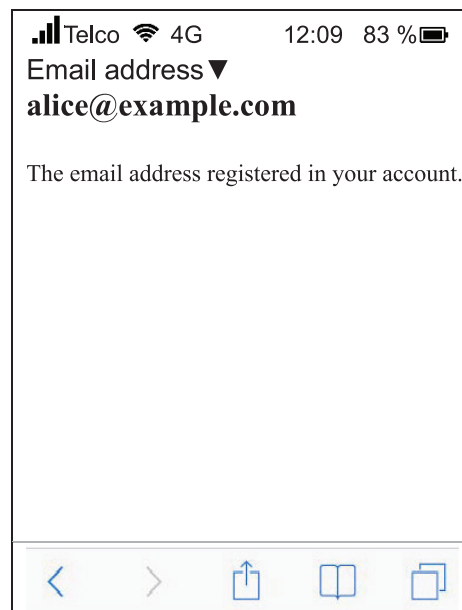 Telco 4G 12:09 83 %
Email address▼
alice@example.com
The email address registered in your account.